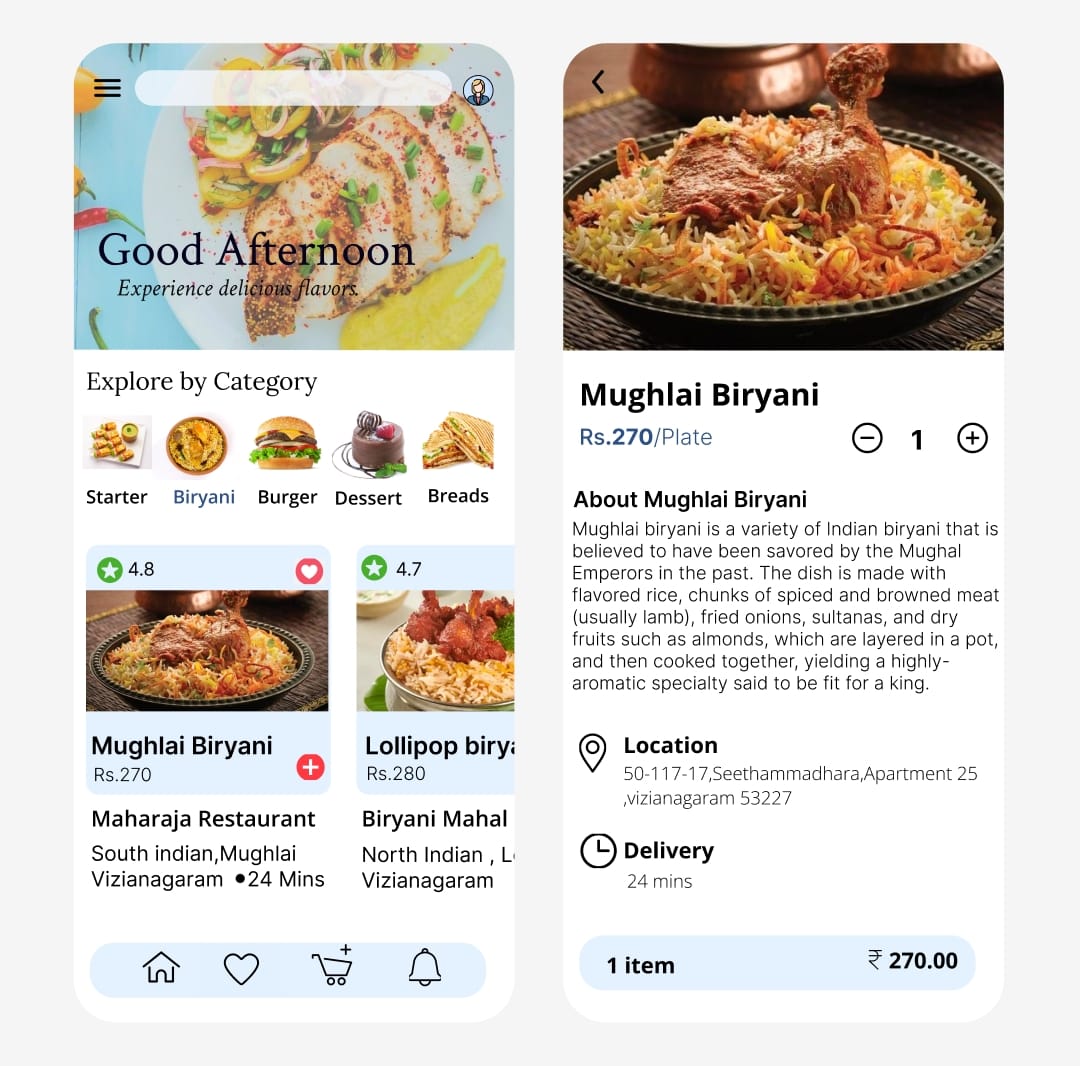 Good Afternoon
Experience delicious flavors.
Explore by Category
Starter
Biryani
Burger
Dessert
Breads
4.8
Mughlai Biryani
Rs.270
Maharaja Restaurant
South indian,Mughlai
Vizianagaram •24 Mins
4.7
Lollipop birya
Rs.280
Biryani Mahal
North Indian , L
Vizianagaram
Mughlai Biryani
Rs.270/Plate
1
About Mughlai Biryani
Mughlai biryani is a variety of Indian biryani that is
believed to have been savored by the Mughal
Emperors in the past. The dish is made with
flavored rice, chunks of spiced and browned meat
(usually lamb), fried onions, sultanas, and dry
fruits such as almonds, which are layered in a pot,
and then cooked together, yielding a highly-
aromatic specialty said to be fit for a king.
Location
50-117-17,Seethammadhara,Apartment 25
,vizianagaram 53227
Delivery
24 mins
1 item
₹ 270.00